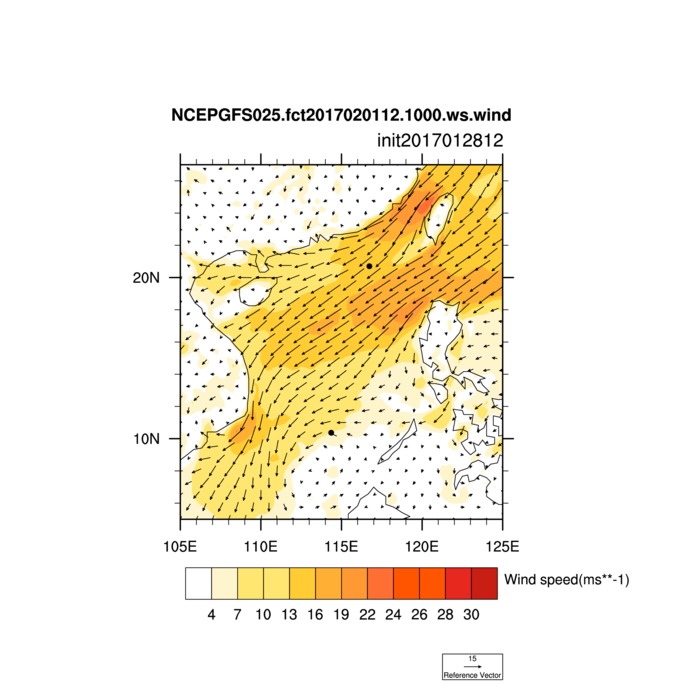 NCEPGFS025.fct2017020112.1000.ws.wind
init2017012812
20N
10N
105E 110E 115E 120E 125E
Wind speed(ms**-1)
4 7 10 13 16 19 22 24 26 28 30
15
Reference Vector